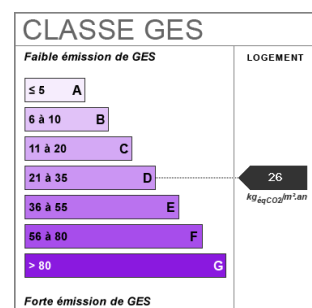 CLASSE GES
Faible émission de GES
LOGEMENT
≤ 5 A
6 à 10 B
11 à 20 C
21 à 35 D
26
kgéqCO2/m².an
36 à 55 E
56 à 80 F
> 80 G
Forte émission de GES